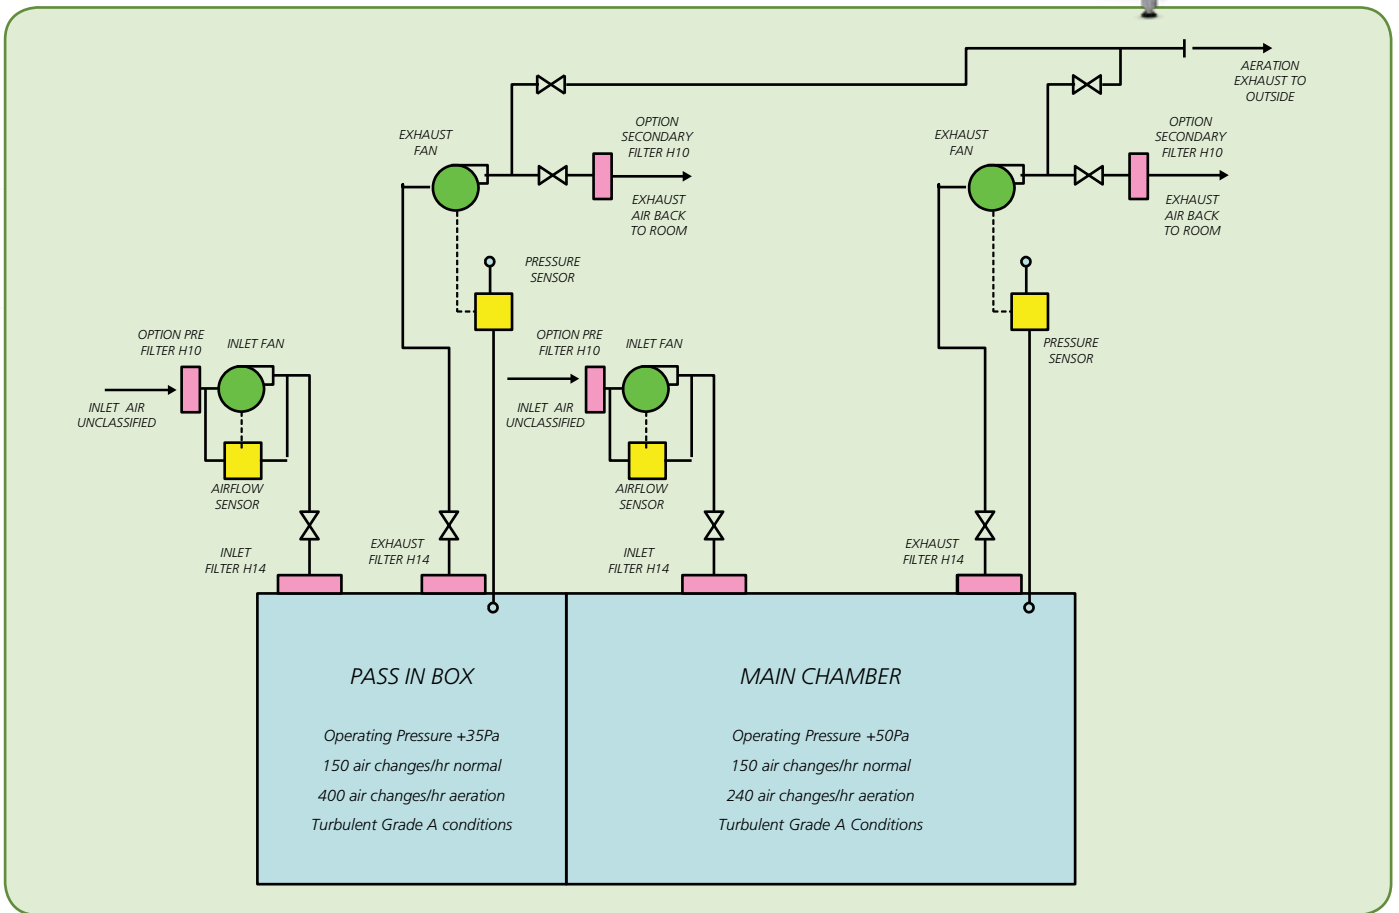 AERATION
EXHAUST TO
OUTSIDE
EXHAUST
FAN
OPTION
SECONDARY
FILTER H10
EXHAUST
AIR BACK
TO ROOM
EXHAUST
FAN
OPTION
SECONDARY
FILTER H10
EXHAUST
AIR BACK
TO ROOM
PRESSURE
SENSOR
PRESSURE
SENSOR
OPTION PRE
FILTER H10
INLET FAN
INLET AIR
UNCLASSIFIED
AIRFLOW
SENSOR
OPTION PRE
FILTER H10
INLET FAN
INLET AIR
UNCLASSIFIED
AIRFLOW
SENSOR
INLET
FILTER H14
EXHAUST
FILTER H14
INLET
FILTER H14
EXHAUST
FILTER H14
PASS IN BOX
Operating Pressure +35Pa
150 air changes/hr normal
400 air changes/hr aeration
Turbulent Grade A conditions
MAIN CHAMBER
Operating Pressure +50Pa
150 air changes/hr normal
240 air changes/hr aeration
Turbulent Grade A Conditions